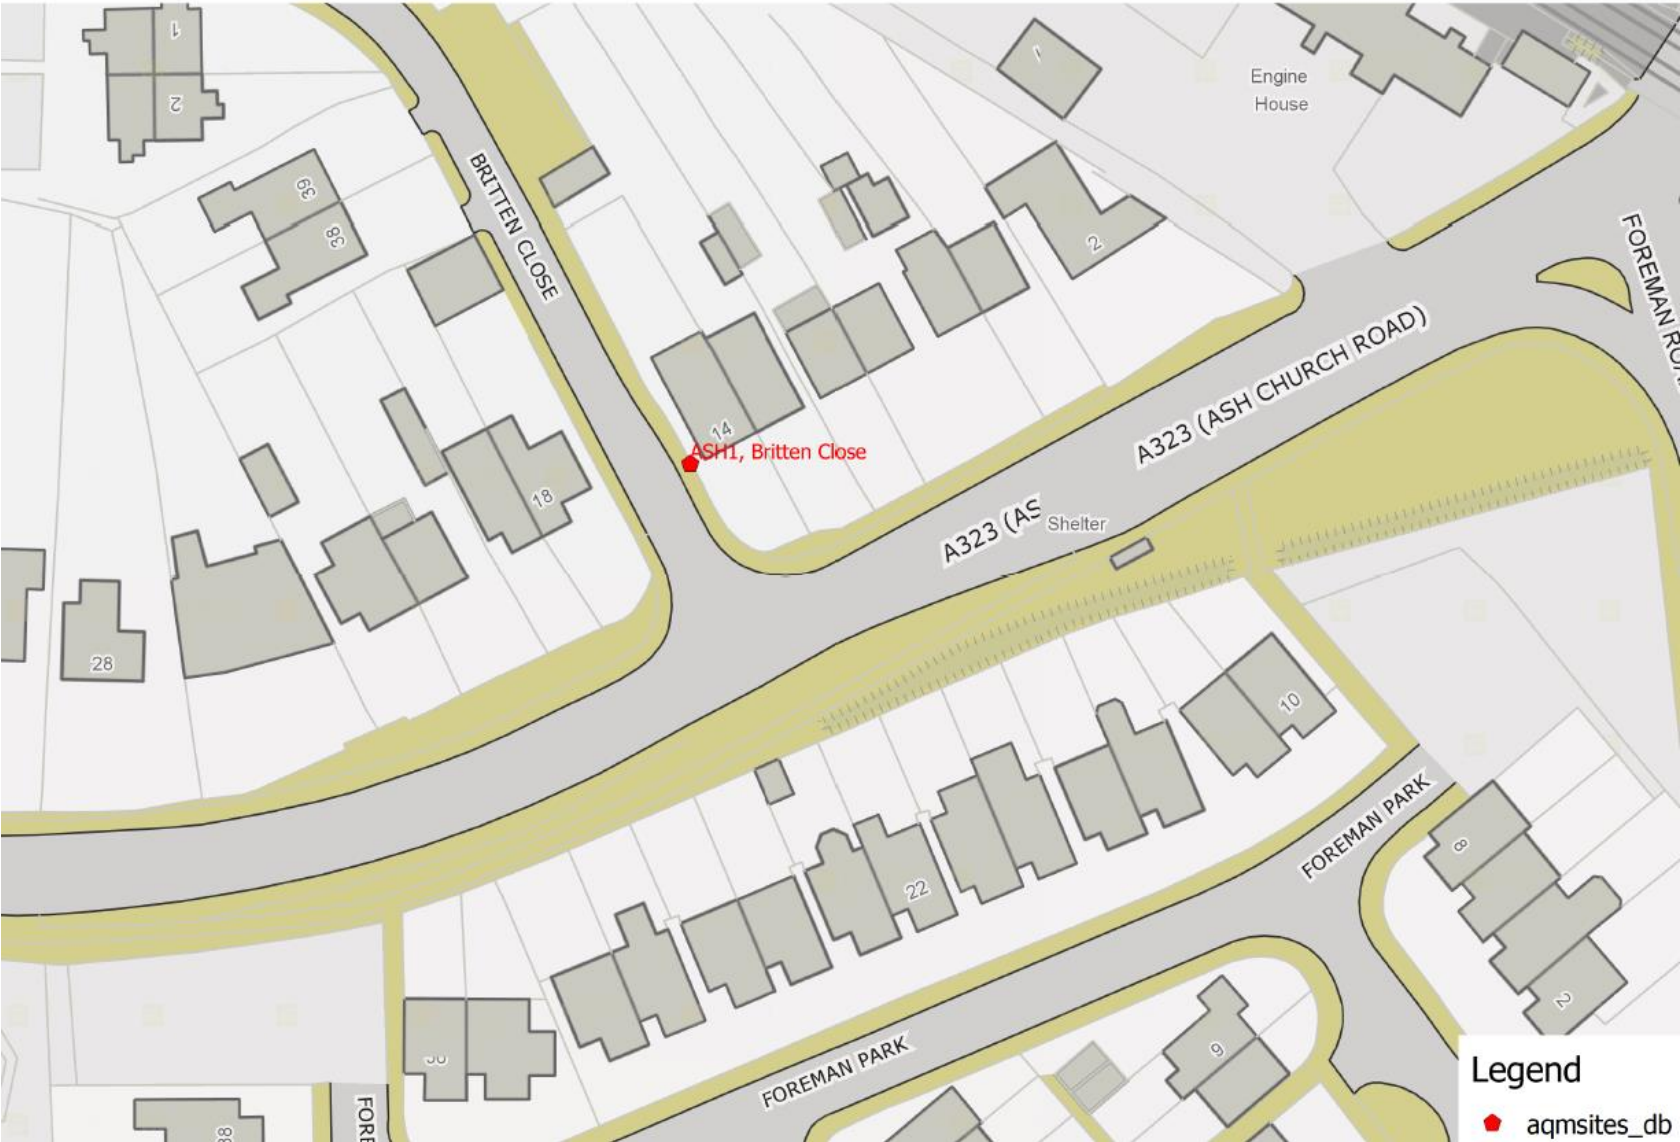 1
2
39
38
BRITTEN CLOSE
1
Engine
House
2
FOREMAN
A323 (ASH CHURCH ROAD)
14
ASH1, Britten Close
18
A323 (AS
Shelter
28
10
FOREMAN PARK
8
22
2
9
FOREMAN PARK
Legend
aqmsites_db